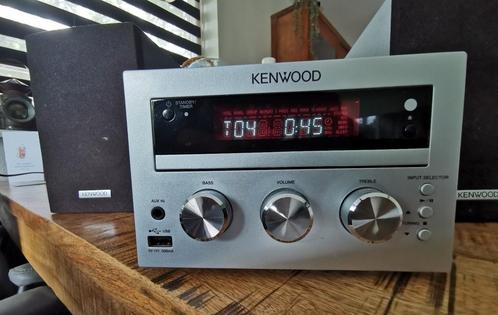 KENWOOD
STANDBY/
TIMER
T04 0:45
BASS
VOLUME
TREBLE
INPUT SELECTOR
AUX IN
USB
KENWOOD
KENWOOD